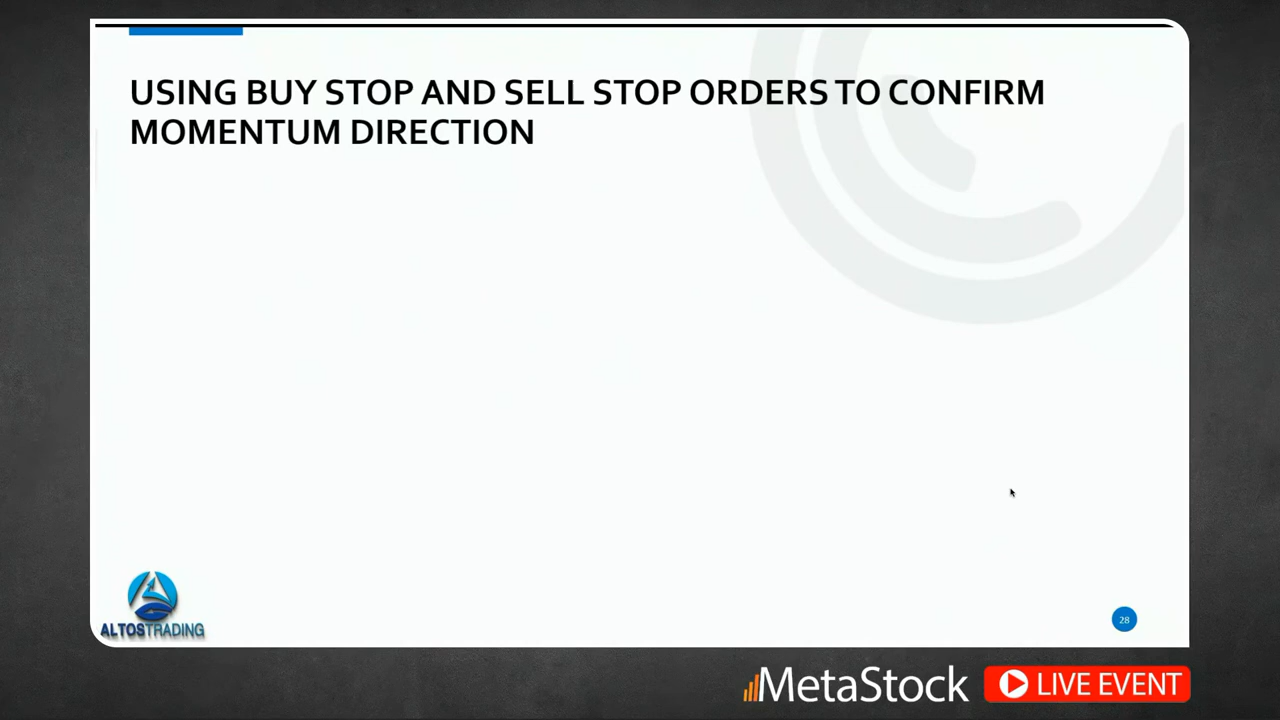 USING BUY STOP AND SELL STOP ORDERS TO CONFIRM
MOMENTUM DIRECTION
ALTOSTRADING
28
MetaStock
LIVE EVENT